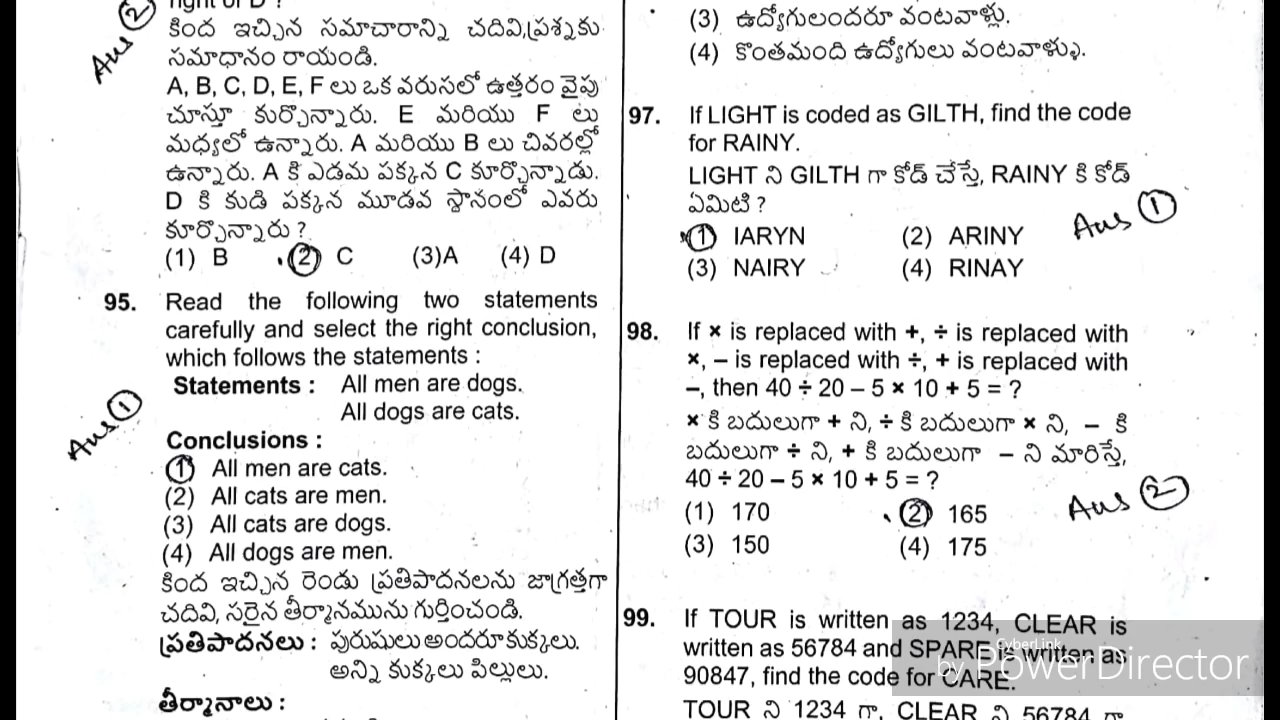 Ans (2)
కింద ఇచ్చిన సమాచారాన్ని చదివి,ప్రశ్నకు
సమాధానం రాయండి.
A, B, C, D, E, F లు ఒక వరుసలో ఉత్తరం వైపు
చూస్తూ కుర్చొన్నారు. E మరియు F లు
మధ్యలో ఉన్నారు. A మరియు B లు చివరల్లో
ఉన్నారు. A కి ఎడమ పక్కన C కూర్చొన్నాడు.
D కి కుడి పక్కన మూడవ స్థానంలో ఎవరు
కూర్చొన్నారు ?
(1) B (2) C (3)A (4) D
95. Read the following two statements
carefully and select the right conclusion,
which follows the statements :
Statements : All men are dogs.
All dogs are cats.
Ans (1)
Conclusions :
(1) All men are cats.
(2) All cats are men.
(3) All cats are dogs.
(4) All dogs are men.
కింద ఇచ్చిన రెండు ప్రతిపాదనలను జాగ్రత్తగా
చదివి, సరైన తీర్మానమును గుర్తించండి.
ప్రతిపాదనలు : పురుషులు అందరూ కుక్కలు.
అన్ని కుక్కలు పిల్లులు.
తీర్మానాలు :
(3) ఉద్యోగులందరూ వంటవాళ్లు.
(4) కొంతమంది ఉద్యోగులు వంటవాళ్ళు.
97. If LIGHT is coded as GILTH, find the code
for RAINY.
LIGHT ని GILTH గా కోడ్ చేస్తే, RAINY కి కోడ్
ఏమిటి ?
Ans (1)
(1) IARYN (2) ARINY
(3) NAIRY (4) RINAY
98. If × is replaced with +, ÷ is replaced with
×, – is replaced with ÷, + is replaced with
–, then 40 ÷ 20 – 5 × 10 + 5 = ?
× కి బదులుగా + ని, ÷ కి బదులుగా × ని, – కి
బదులుగా ÷ ని, + కి బదులుగా – ని మారిస్తే,
40 ÷ 20 – 5 × 10 + 5 = ?
Ans (2)
(1) 170 (2) 165
(3) 150 (4) 175
99. If TOUR is written as 1234, CLEAR is
written as 56784 and SPARE is written as
90847, find the code for CARE.
TOUR ని 1234 గా, CLEAR ని 56784 గా
CyberLink
by PowerDirector